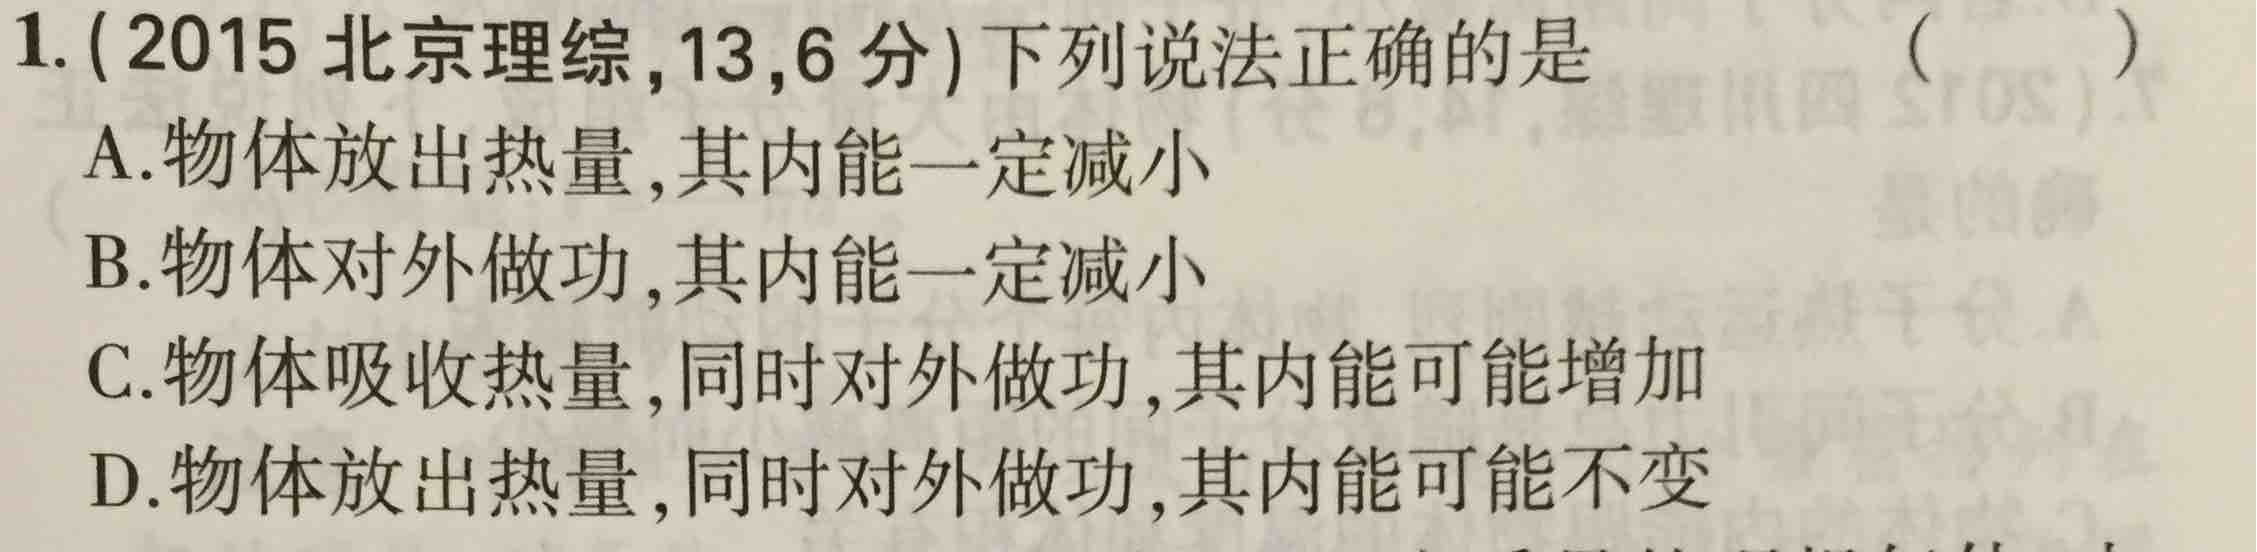 1.(2015 北京理综,13,6 分)下列说法正确的是 ( )
A.物体放出热量,其内能一定减小
B.物体对外做功,其内能一定减小
C.物体吸收热量,同时对外做功,其内能可能增加
D.物体放出热量,同时对外做功,其内能可能不变